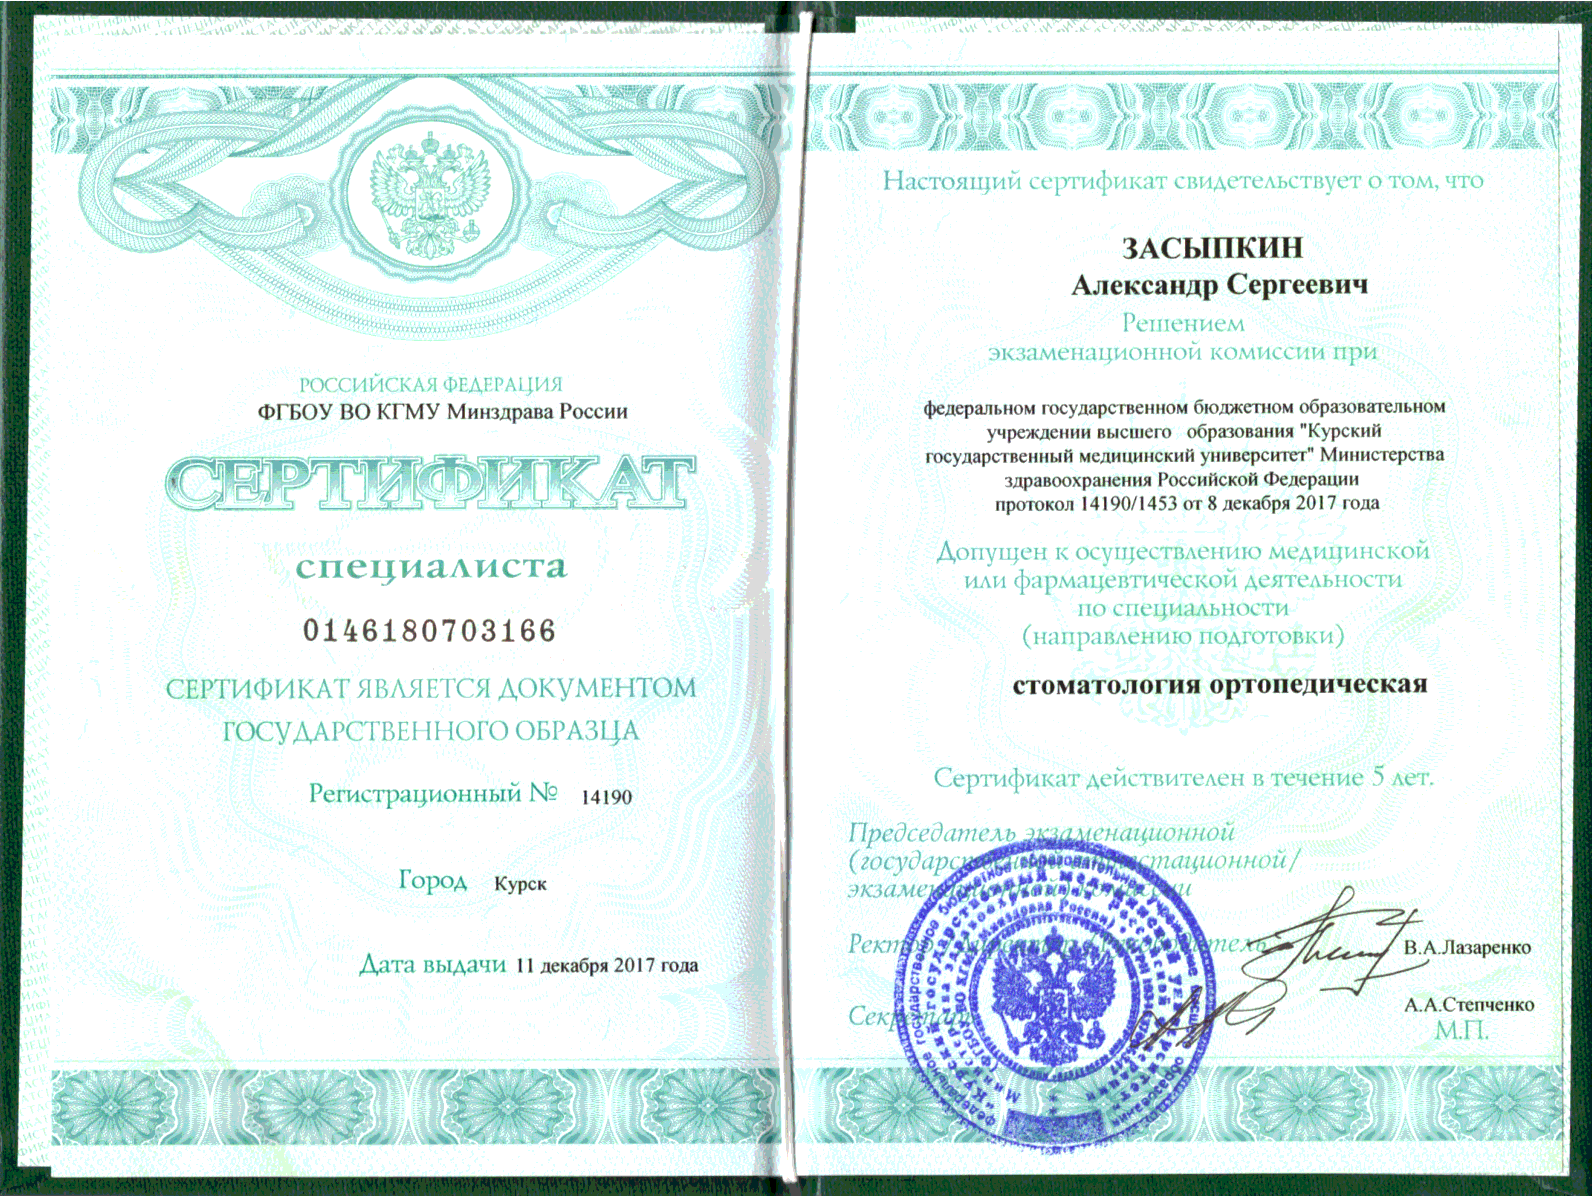 РОССИЙСКАЯ ФЕДЕРАЦИЯ
ФГБОУ ВО КГМУ Минздрава России
СЕРТИФИКАТ
специалиста
0146180703166
СЕРТИФИКАТ ЯВЛЯЕТСЯ ДОКУМЕНТОМ
ГОСУДАРСТВЕННОГО ОБРАЗЦА
Регистрационный № 14190
Город Курск
Дата выдачи 11 декабря 2017 года
Настоящий сертификат свидетельствует о том, что
ЗАСЫПКИН
Александр Сергеевич
Решением
экзаменационной комиссии при
федеральном государственном бюджетном образовательном
учреждении высшего образования "Курский
государственный медицинский университет" Министерства
здравоохранения Российской Федерации
протокол 14190/1453 от 8 декабря 2017 года
Допущен к осуществлению медицинской
или фармацевтической деятельности
по специальности
(направлению подготовки)
стоматология ортопедическая
Сертификат действителен в течение 5 лет.
Председатель экзаменационной
В.А.Лазаренко
А.А.Степченко
М.П.